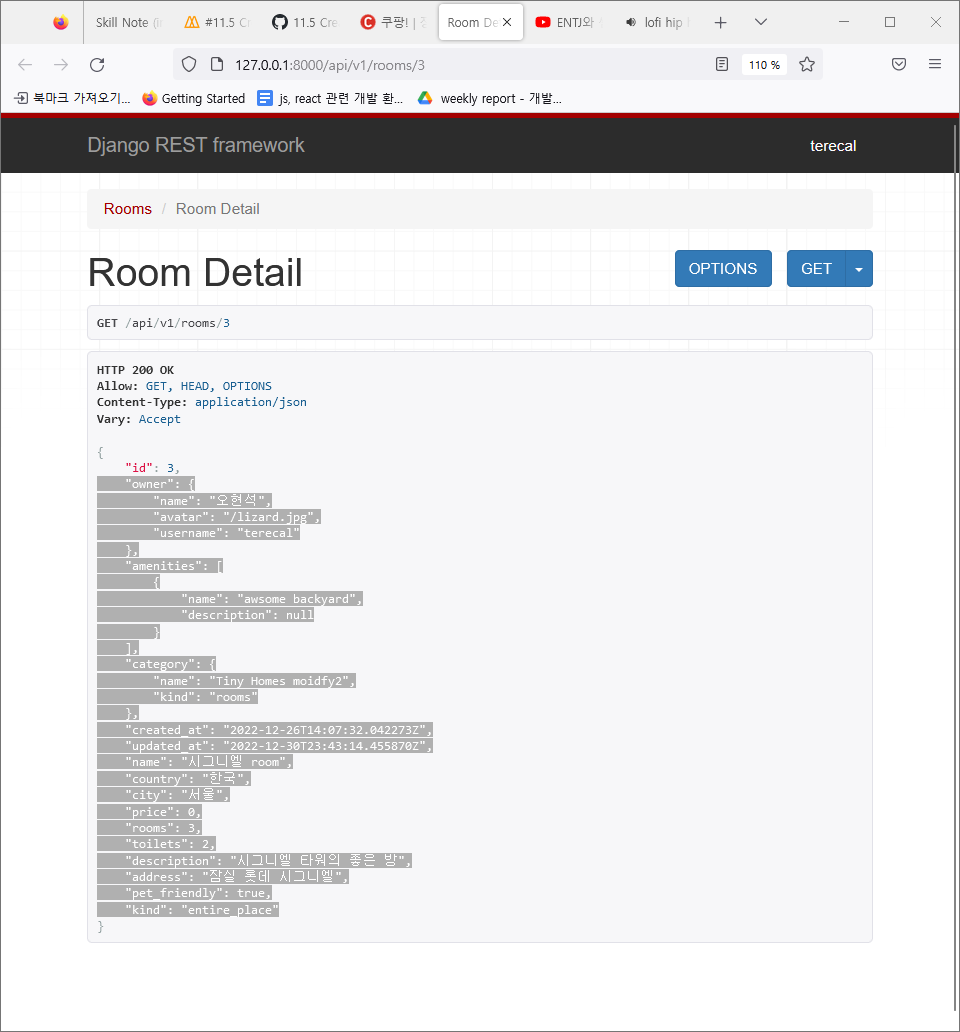 Skill Note (i
#11.5 Cr
11.5 Cre
쿠팡! |
Room De
ENTJ와
lofi hip
127.0.0.1:8000/api/v1/rooms/3
110 %
북마크 가져오기...
Getting Started
js, react 관련 개발 환...
weekly report - 개발...
Django REST framework
terecal
Rooms / Room Detail
Room Detail
OPTIONS
GET
GET /api/v1/rooms/3
HTTP 200 OK
Allow: GET, HEAD, OPTIONS
Content-Type: application/json
Vary: Accept
{
"id": 3,
"owner": {
"name": "오현석",
"avatar": "/lizard.jpg",
"username": "terecal"
},
"amenities": [
{
"name": "awsome backyard",
"description": null
}
],
"category": {
"name": "Tiny Homes moidfy2",
"kind": "rooms"
},
"created_at": "2022-12-26T14:07:32.042273Z",
"updated_at": "2022-12-30T23:43:14.455870Z",
"name": "시그니엘 room",
"country": "한국",
"city": "서울",
"price": 0,
"rooms": 3,
"toilets": 2,
"description": "시그니엘 타워의 좋은 방",
"address": "잠실 롯데 시그니엘",
"pet_friendly": true,
"kind": "entire_place"
}